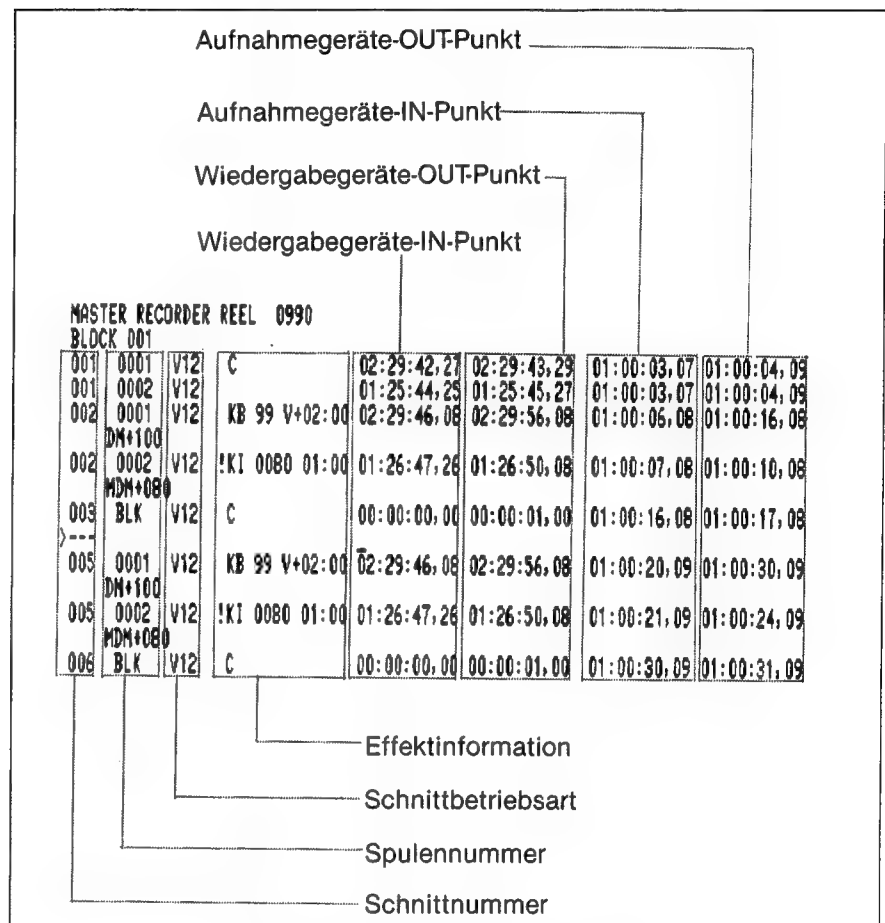 Aufnahmegeräte-OUT-Punkt
Aufnahmegeräte-IN-Punkt
Wiedergabegeräte-OUT-Punkt
Wiedergabegeräte-IN-Punkt
MASTER RECORDER REEL 0990
BLOCK 001
001 0001 V12 C 02:29:42,27 02:29:43,29 01:00:03,07 01:00:04,09
001 0002 V12 01:25:44,25 01:25:45,27 01:00:03,07 01:00:04,09
002 0001 V12 KB 99 V+02:00 02:29:46,08 02:29:56,08 01:00:06,08 01:00:16,08
DM+100
002 0002 V12 !KI 0080 01:00 01:26:47,26 01:26:50,08 01:00:07,08 01:00:10,08
MDM+080
003 BLK V12 C 00:00:00,00 00:00:01,00 01:00:16,08 01:00:17,08
>---
005 0001 V12 KB 99 V+02:00 02:29:46,08 02:29:56,08 01:00:20,09 01:00:30,09
DM+100
005 0002 V12 !KI 0080 01:00 01:26:47,26 01:26:50,08 01:00:21,09 01:00:24,09
MDM+080
006 BLK V12 C 00:00:00,00 00:00:01,00 01:00:30,09 01:00:31,09
Effektinformation
Schnittbetriebsart
Spulennummer
Schnittnummer